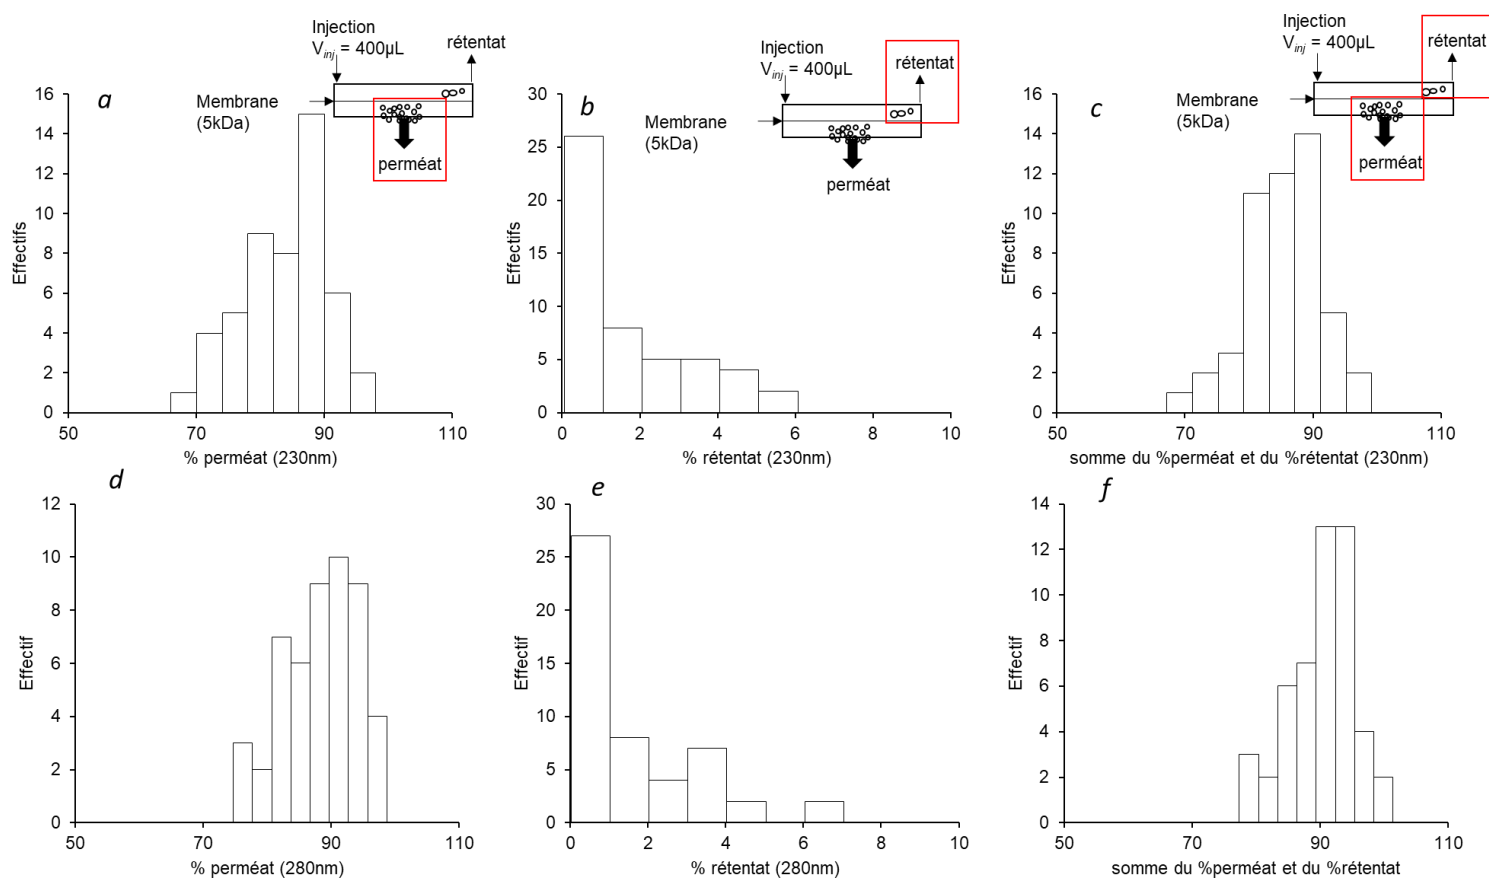 a
Injection
Vinj = 400µL
rétentat
Membrane
(5kDa)
perméat
Effectifs
16
14
12
10
8
6
4
2
0
50
70
90
110
% perméat (230nm)
b
Injection
Vinj = 400µL
rétentat
Membrane
(5kDa)
perméat
Effectifs
30
25
20
15
10
5
0
0
2
4
6
8
10
% rétentat (230nm)
c
Injection
Vinj = 400µL
rétentat
Membrane
(5kDa)
perméat
Effectifs
16
14
12
10
8
6
4
2
0
50
70
90
110
somme du %perméat et du %rétentat (230nm)
d
Effectif
12
10
8
6
4
2
0
50
70
90
110
% perméat (280nm)
e
Effectif
30
25
20
15
10
5
0
0
2
4
6
8
10
% rétentat (280nm)
f
Effectif
14
12
10
8
6
4
2
0
50
70
90
110
somme du %perméat et du %rétentat